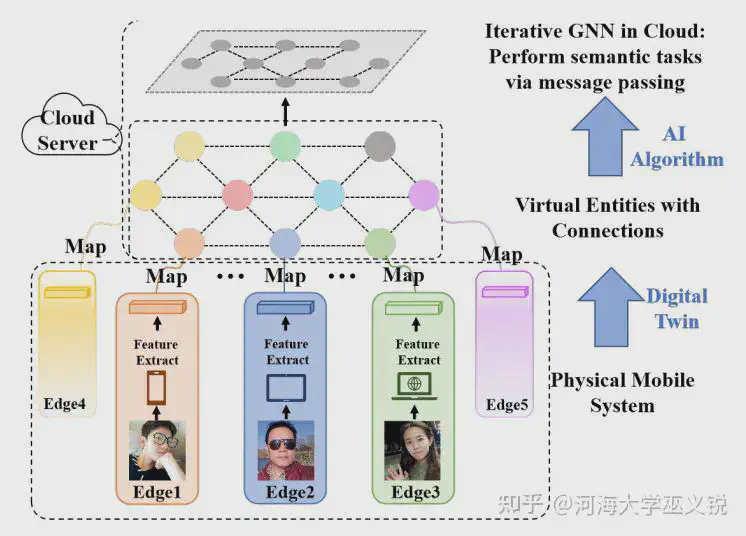 Iterative GNN in Cloud:
Perform semantic tasks
via message passing
Cloud
Server
AI
Algorithm
Virtual Entities with
Connections
Map
Map
•••
Map
•••
Map
Map
Digital
Twin
Feature
Extract
Feature
Extract
Feature
Extract
Physical Mobile
System
Edge4
Edge5
Edge1
Edge2
Edge3
知乎 @河海大学巫义锐